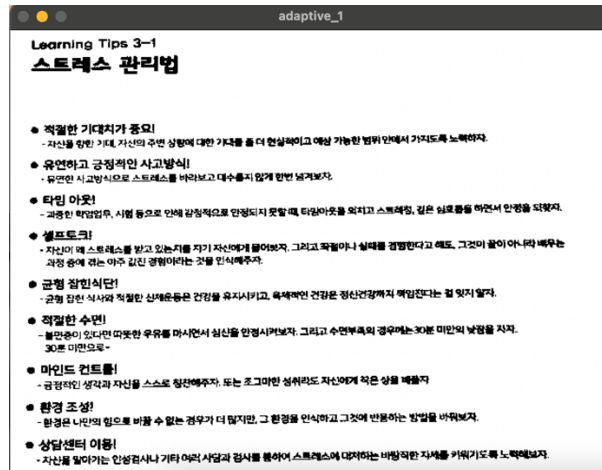 adaptive_1
Learning Tips 3-1
스트레스 관리법
● 적절한 기대치가 중요!
- 자신을 향한 기대, 자신의 주변 상황에 대한 기대를 좀 더 현실적이고 예상 가능한 범위 안에서 가지도록 노력하자.
● 유연하고 긍정적인 사고방식!
- 유연한 사고방식으로 스트레스를 바라보고 대수롭지 않게 한번 넘겨보자.
● 타임 아웃!
- 과중한 학업업무, 시험 등으로 인해 감정적으로 안정되지 못할 때, 타임아웃을 외치고 스트레칭, 깊은 심호흡을 하면서 안정을 되찾자.
● 셀프토크!
- 자신이 왜 스트레스를 받고 있는지를 자기 자신에게 물어보자. 그리고 좌절이나 실패를 경험한다고 해도, 그것이 끝이 아니라 배우는
과정 중에 겪는 아주 값진 경험이라는 것을 인식해주자.
● 균형 잡힌식단!
- 균형 잡힌 식사와 적절한 신체운동은 건강을 유지시키고, 육체적인 건강은 정신건강까지 책임진다는 걸 잊지 말자.
● 적절한 수면!
- 불면증이 있다면 따뜻한 우유를 마시면서 심신을 안정시켜보자. 그리고 수면부족의 경우에는 30분 미만의 낮잠을 자자.
30분 미만으로~
● 마인드 컨트롤!
- 긍정적인 생각과 자신을 스스로 칭찬해주자. 또는 조그마한 성취라도 자신에게 작은 상을 베풀자
● 환경 조성!
- 환경은 나만의 힘으로 바꿀 수 없는 경우가 더 많지만, 그 환경을 인식하고 그것에 반응하는 방법을 바꿔보자.
● 상담센터 이용!
- 자신을 알아가는 인성검사나 기타 여러 상담과 검사를 통하여 스트레스에 대처하는 바람직한 자세를 키워가도록 노력해보자.